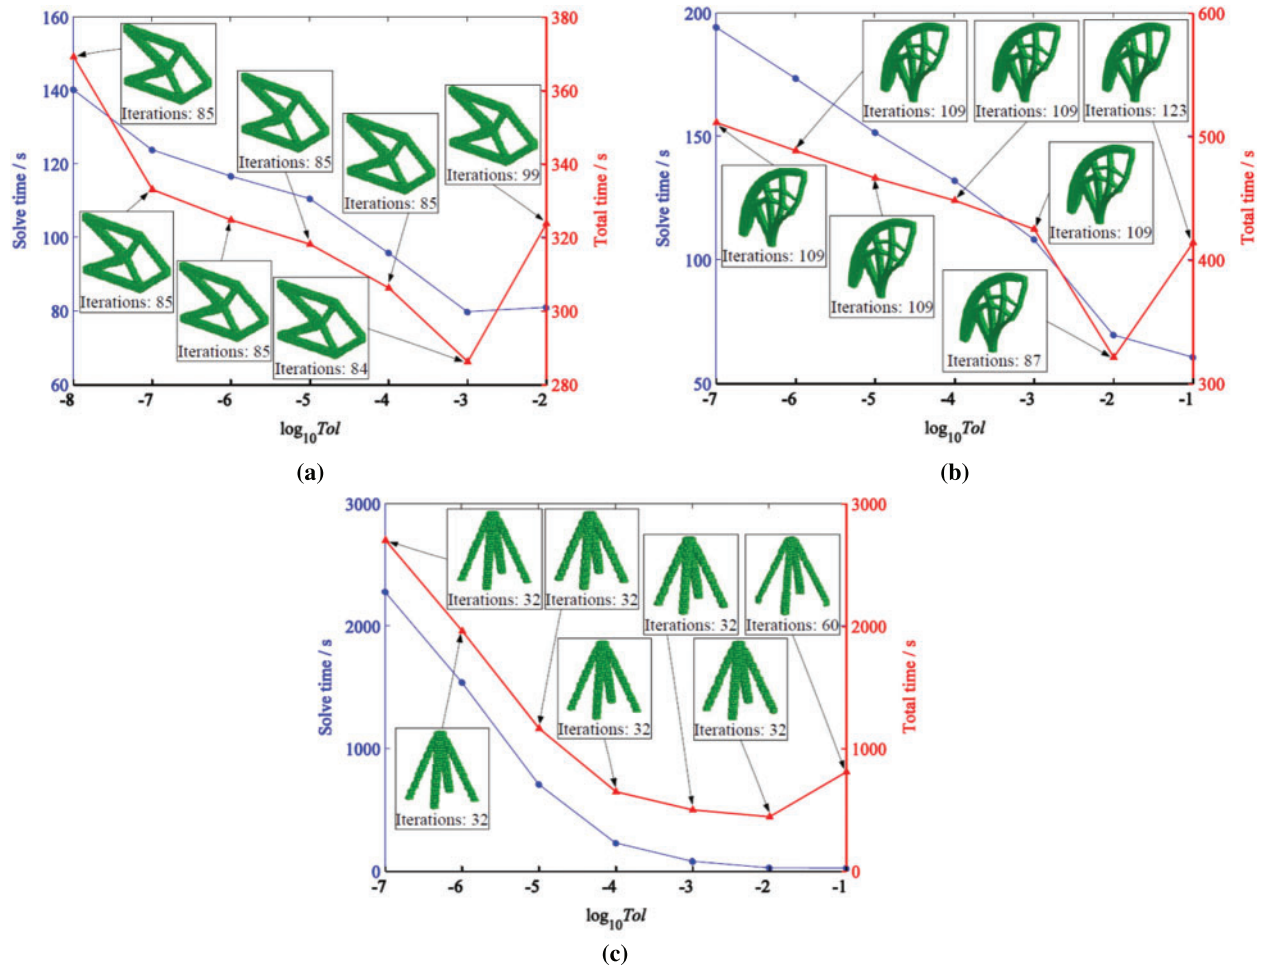 160
140
120
100
80
60
Solve time / s
380
360
340
320
300
280
Total time / s
-8 -7 -6 -5 -4 -3 -2
log10Tol
Iterations: 85
Iterations: 85
Iterations: 85
Iterations: 99
Iterations: 85
Iterations: 85
Iterations: 84
(a)
200
150
100
50
Solve time / s
600
500
400
300
Total time / s
-7 -6 -5 -4 -3 -2 -1
log10Tol
Iterations: 109
Iterations: 109
Iterations: 123
Iterations: 109
Iterations: 109
Iterations: 109
Iterations: 87
(b)
3000
2000
1000
0
Solve time / s
3000
2000
1000
0
Total time / s
-7 -6 -5 -4 -3 -2 -1
log10Tol
Iterations: 32
Iterations: 32
Iterations: 32
Iterations: 60
Iterations: 32
Iterations: 32
Iterations: 32
(c)